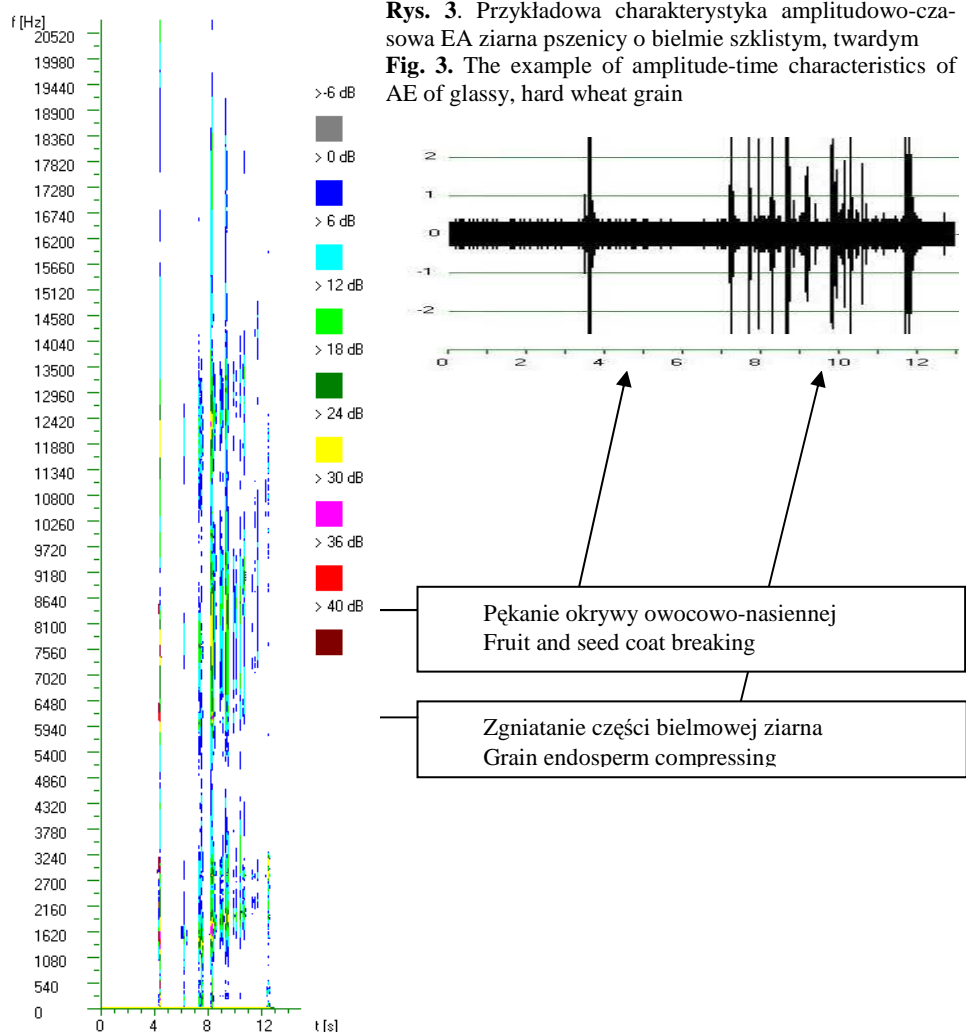 f [Hz]
20520
19980
19440
18900
18360
17820
17280
16740
16200
15660
15120
14580
14040
13500
12960
12420
11880
11340
10800
10260
9720
9180
8640
8100
7560
7020
6480
5940
5400
4860
4320
3780
3240
2700
2160
1620
1080
540
0
0 4 8 12 t [s]
>-6 dB
> 0 dB
> 6 dB
> 12 dB
> 18 dB
> 24 dB
> 30 dB
> 36 dB
> 40 dB
Rys. 3. Przykładowa charakterystyka amplitudowo-cza-
sowa EA ziarna pszenicy o bielmie szklistym, twardym
Fig. 3. The example of amplitude-time characteristics of
AE of glassy, hard wheat grain
2
1
0
-1
-2
0 2 4 6 8 10 12
Pękanie okrywy owocowo-nasiennej
Fruit and seed coat breaking
Zgniatanie części bielmowej ziarna
Grain endosperm compressing